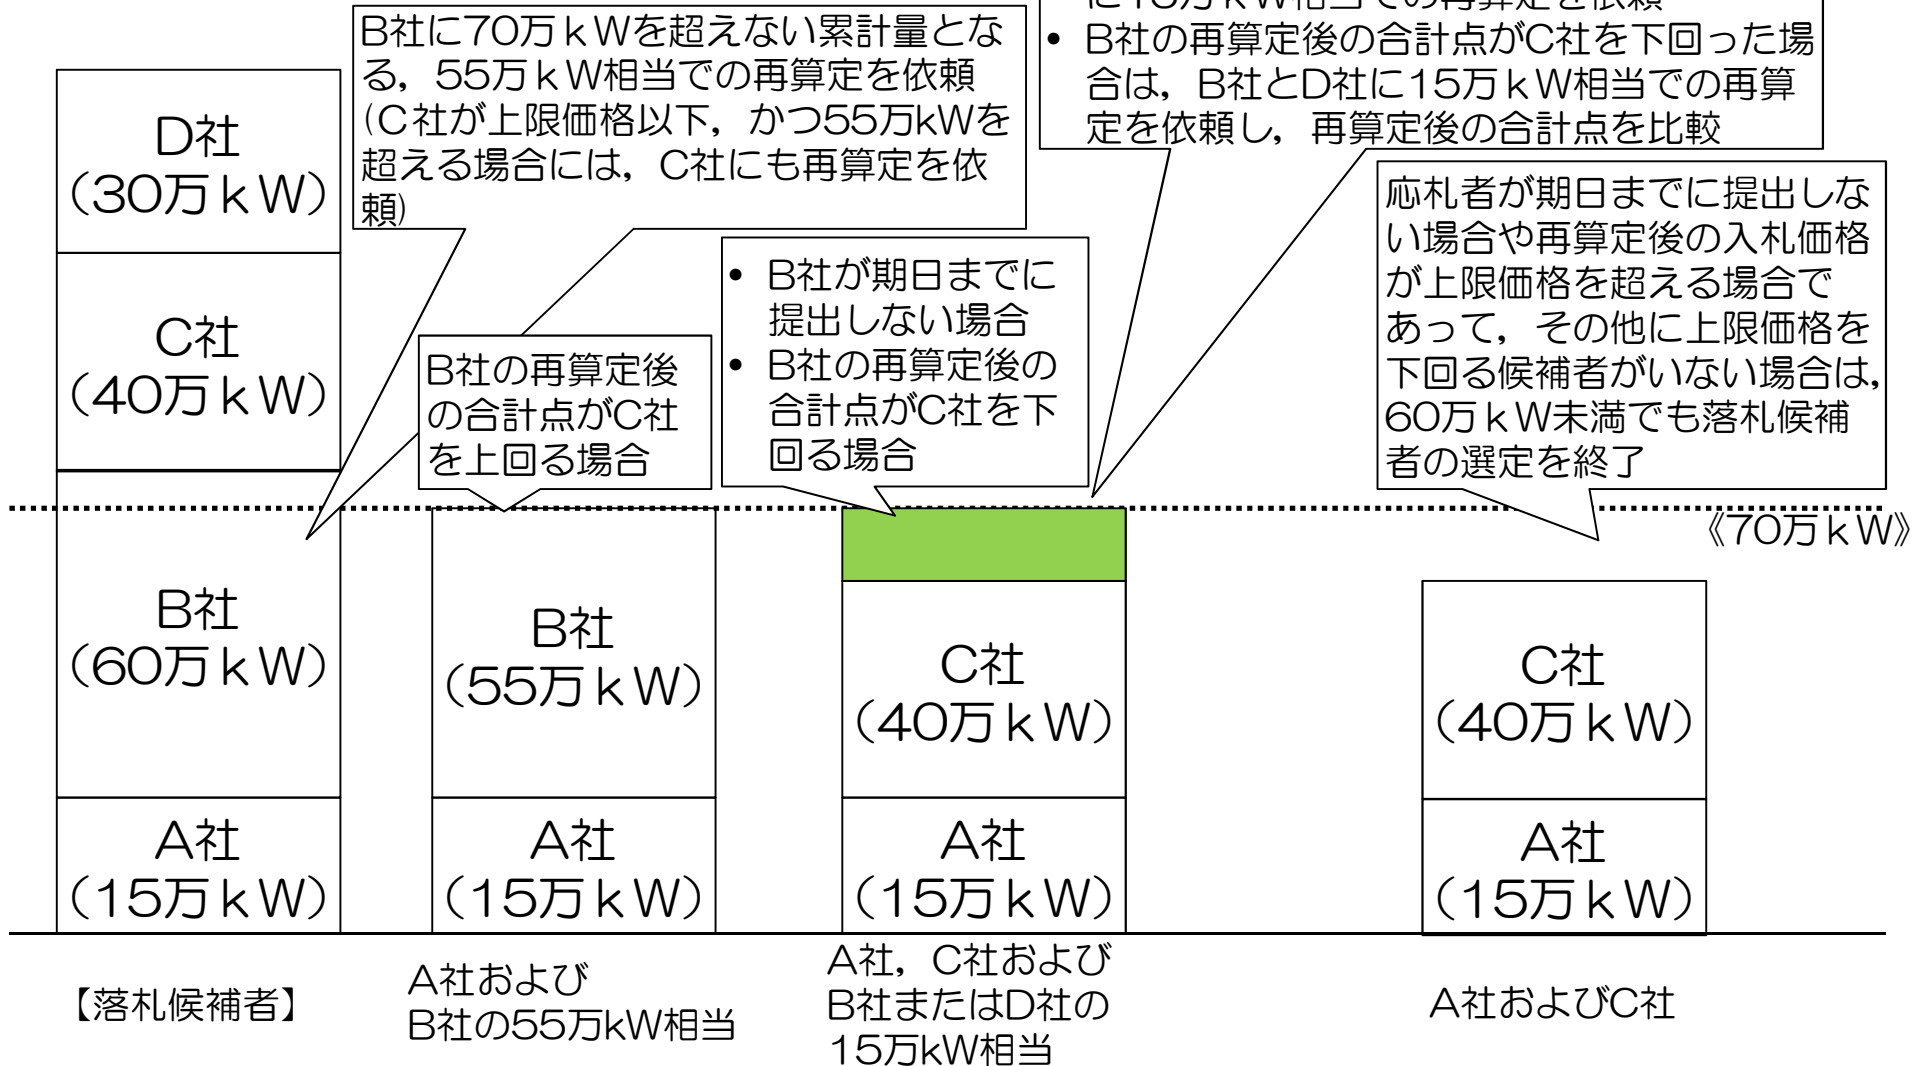 B社に70万ｋWを超えない累計量とな
る，55万ｋW相当での再算定を依頼
(C社が上限価格以下，かつ55万kWを
超える場合には，C社にも再算定を依
頼)
• B社の再算定後の合計点がC社を下回った場
合は，B社とD社に15万ｋW相当での再算
定を依頼し，再算定後の合計点を比較
応札者が期日までに提出しな
い場合や再算定後の入札価格
が上限価格を超える場合で
あって，その他に上限価格を
下回る候補者がいない場合は，
60万ｋW未満でも落札候補
者の選定を終了
• B社が期日までに
提出しない場合
• B社の再算定後の
合計点がC社を下
回る場合
B社の再算定後
の合計点がC社
を上回る場合
《70万ｋW》
D社
（30万ｋW）
C社
（40万ｋW）
B社
（60万ｋW）
A社
（15万ｋW）
B社
（55万ｋW）
A社
（15万ｋW）
C社
（40万ｋW）
A社
（15万ｋW）
C社
（40万ｋW）
A社
（15万ｋW）
【落札候補者】
A社および
B社の55万kW相当
A社，C社および
B社またはD社の
15万kW相当
A社およびC社